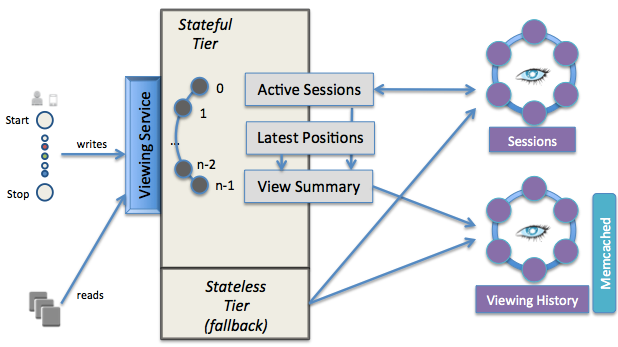 Stateful
Tier
0
1
...
n-2
n-1
Active Sessions
Latest Positions
View Summary
Viewing Service
Start
Stop
writes
reads
Stateless
Tier
(fallback)
Sessions
Viewing History
Memcached